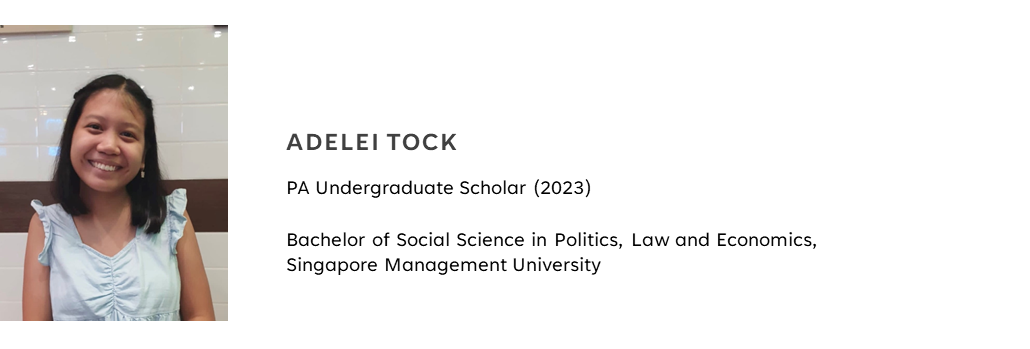 ADELEI TOCK
PA Undergraduate Scholar (2023)
Bachelor of Social Science in Politics, Law and Economics,
Singapore Management University